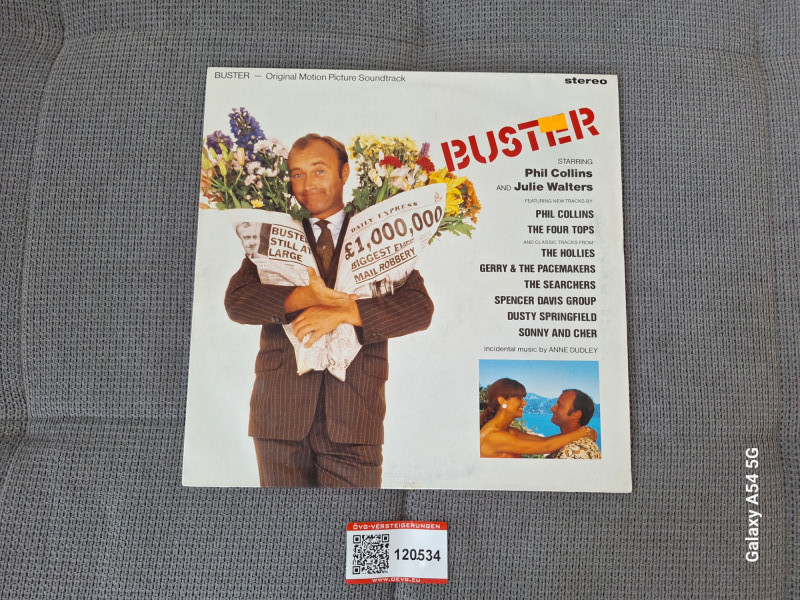 BUSTER — Original Motion Picture Soundtrack
stereo
BUSTER
STARRING
Phil Collins
AND Julie Walters
FEATURING NEW TRACKS BY:
PHIL COLLINS
THE FOUR TOPS
AND CLASSIC TRACKS FROM:
THE HOLLIES
GERRY & THE PACEMAKERS
THE SEARCHERS
SPENCER DAVIS GROUP
DUSTY SPRINGFIELD
SONNY AND CHER
incidental music by ANNE DUDLEY
BUSTER
STILL AT
LARGE
DAILY EXPRESS
£1,000,000
BIGGEST EVER
MAIL ROBBERY
ÖVG-VERSTEIGERUNGEN
120534
WWW.OEVG.EU
Galaxy A54 5G